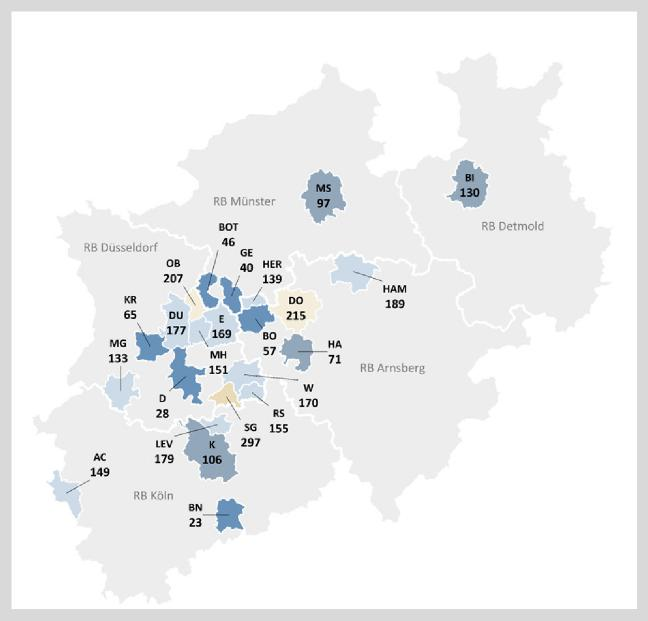 MS
97
BI
130
RB Münster
RB Detmold
BOT
46
RB Düsseldorf
GE
40
OB
207
HER
139
HAM
189
KR
65
DO
215
DU
177
E
169
BO
57
MG
133
HA
71
MH
151
RB Arnsberg
W
170
D
28
RS
155
SG
297
LEV
179
K
106
AC
149
RB Köln
BN
23